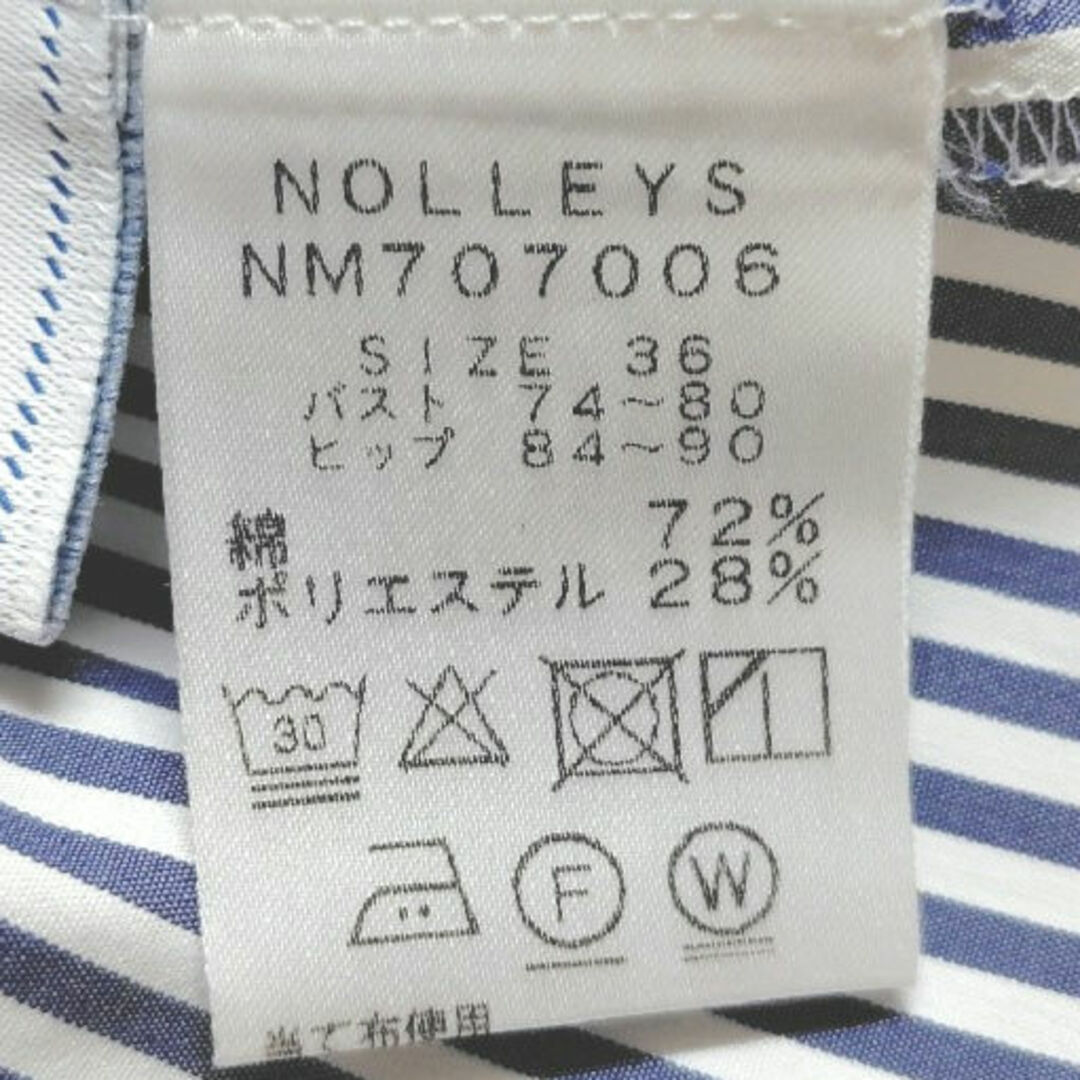 NOLLEYS
NM707006
SIZE 36
バスト 74~80
ヒップ 84~90
綿 72%
ポリエステル 28%
30
F W
当て布使用